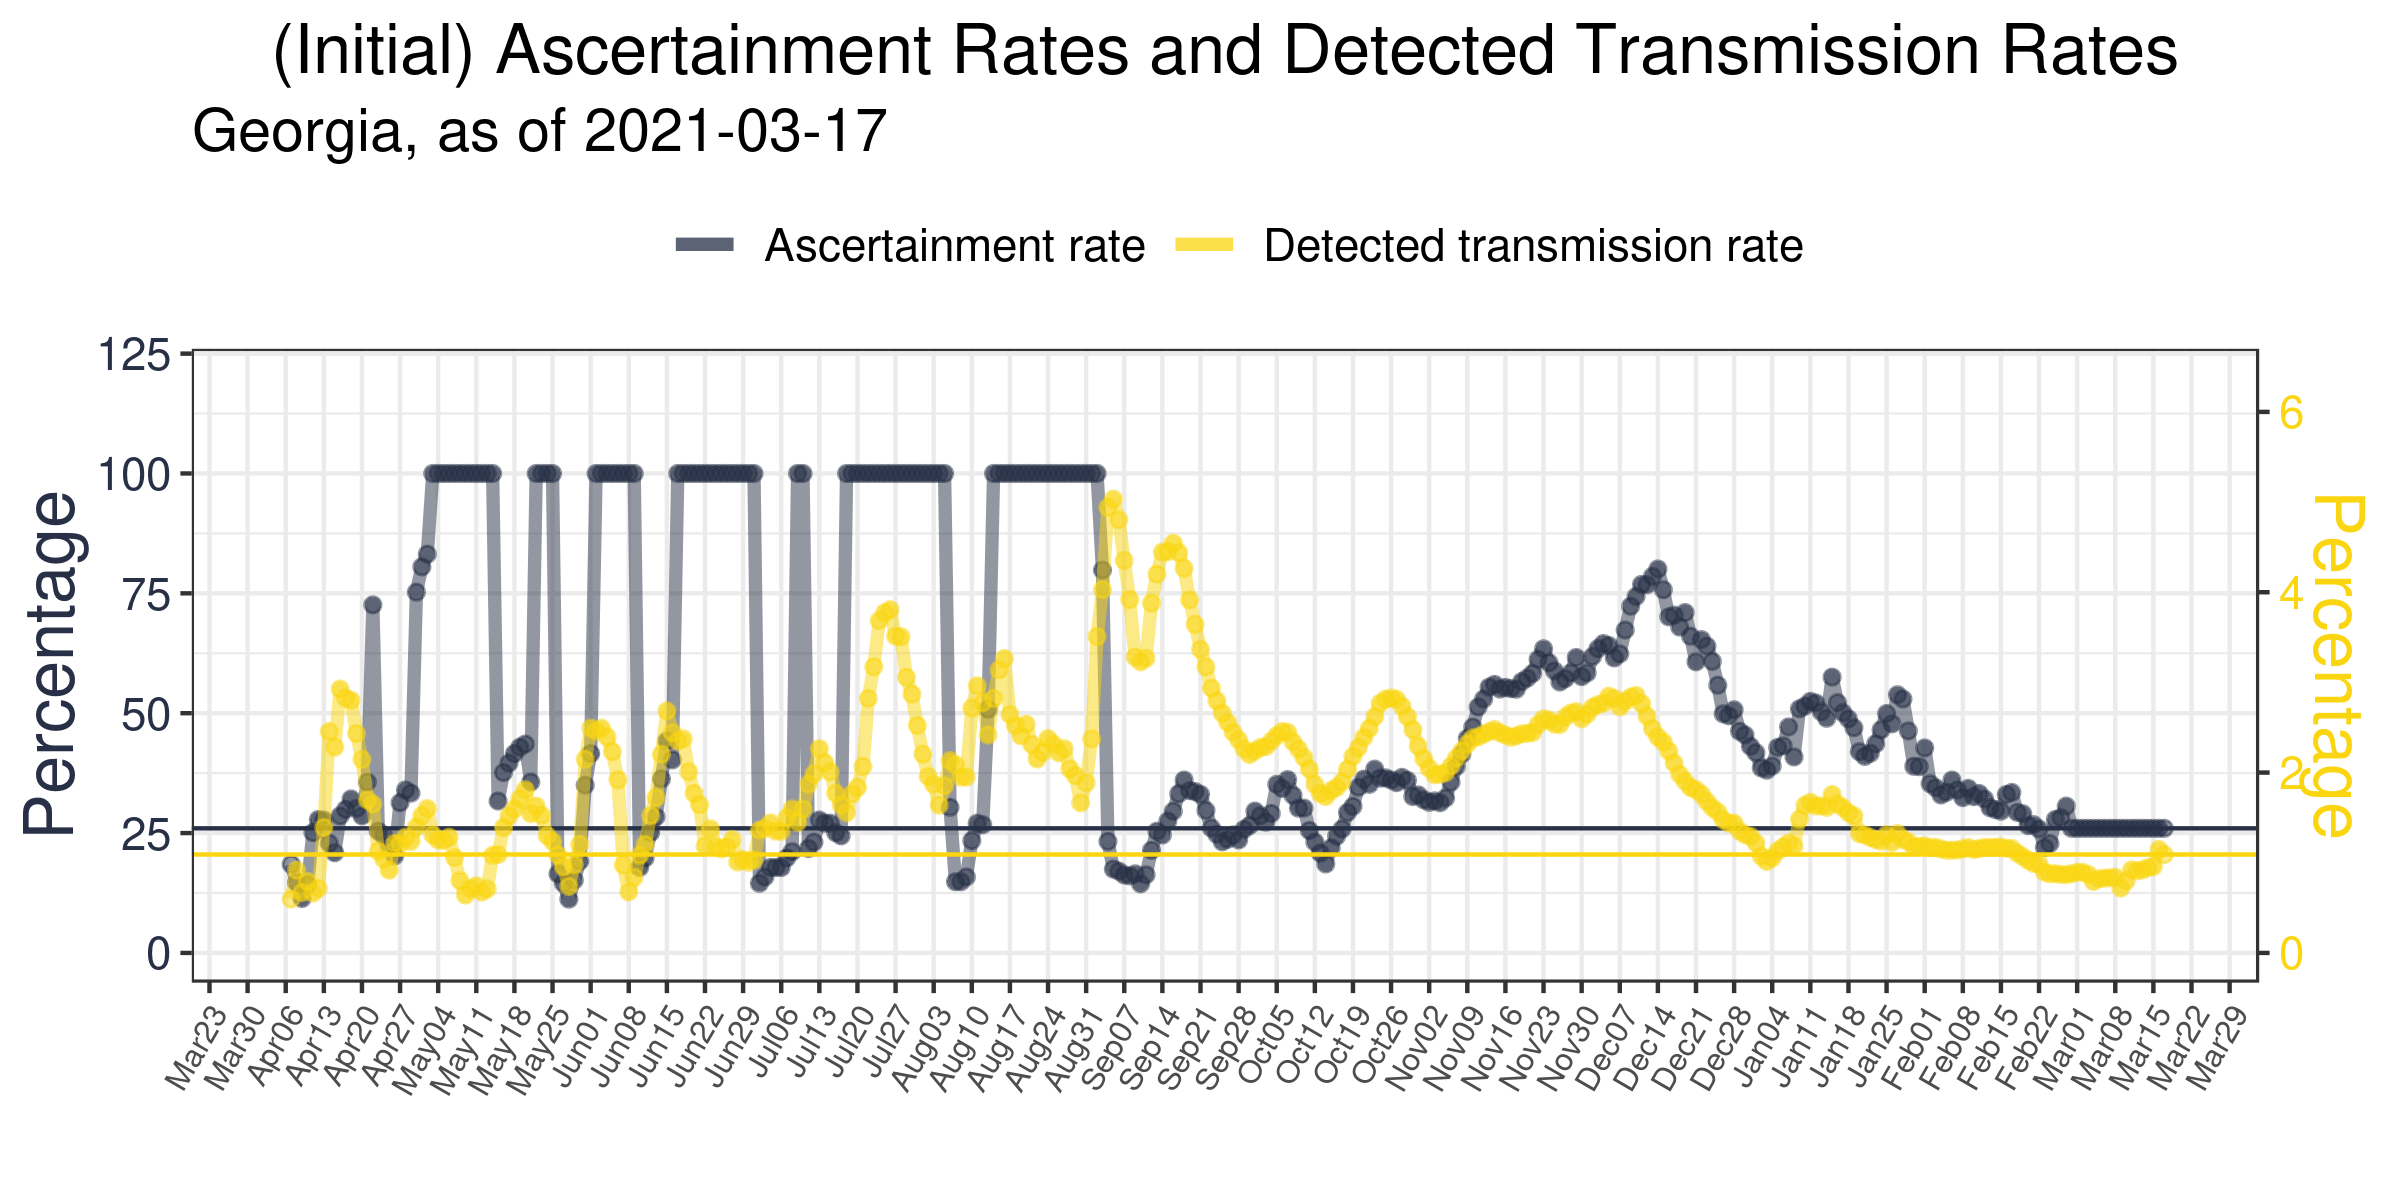 (Initial) Ascertainment Rates and Detected Transmission Rates
Georgia, as of 2021-03-17
Ascertainment rate
Detected transmission rate
Percentage
125
100
75
50
25
0
6
4
2
0
Percentage
Mar23
Mar30
Apr06
Apr13
Apr20
Apr27
May04
May11
May18
May25
Jun01
Jun08
Jun15
Jun22
Jun29
Jul06
Jul13
Jul20
Jul27
Aug03
Aug10
Aug17
Aug24
Aug31
Sep07
Sep14
Sep21
Sep28
Oct05
Oct12
Oct19
Oct26
Nov02
Nov09
Nov16
Nov23
Nov30
Dec07
Dec14
Dec21
Dec28
Jan04
Jan11
Jan18
Jan25
Feb01
Feb08
Feb15
Feb22
Mar01
Mar08
Mar15
Mar22
Mar29